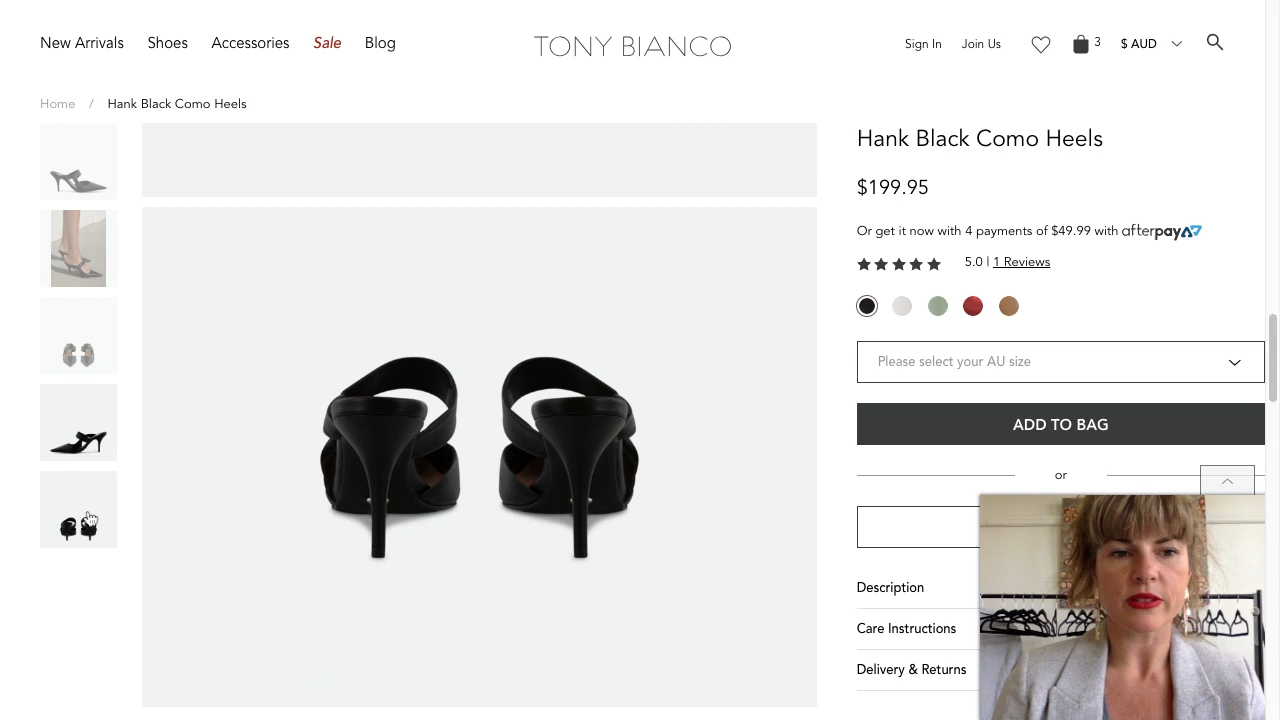 New Arrivals Shoes Accessories Sale Blog TONY BIANCO Sign In Join Us 3 $ AUD
Home / Hank Black Como Heels
Hank Black Como Heels
$199.95
Or get it now with 4 payments of $49.99 with afterpay
5.0 | 1 Reviews
Please select your AU size
ADD TO BAG
or
Description
Care Instructions
Delivery & Returns